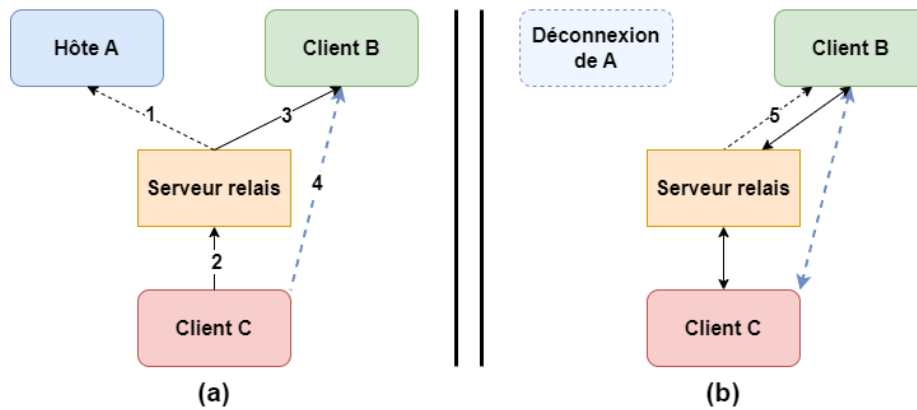 Hôte A
Client B
1
3
Serveur relais
4
2
Client C
(a)
Déconnexion
de A
Client B
5
Serveur relais
Client C
(b)